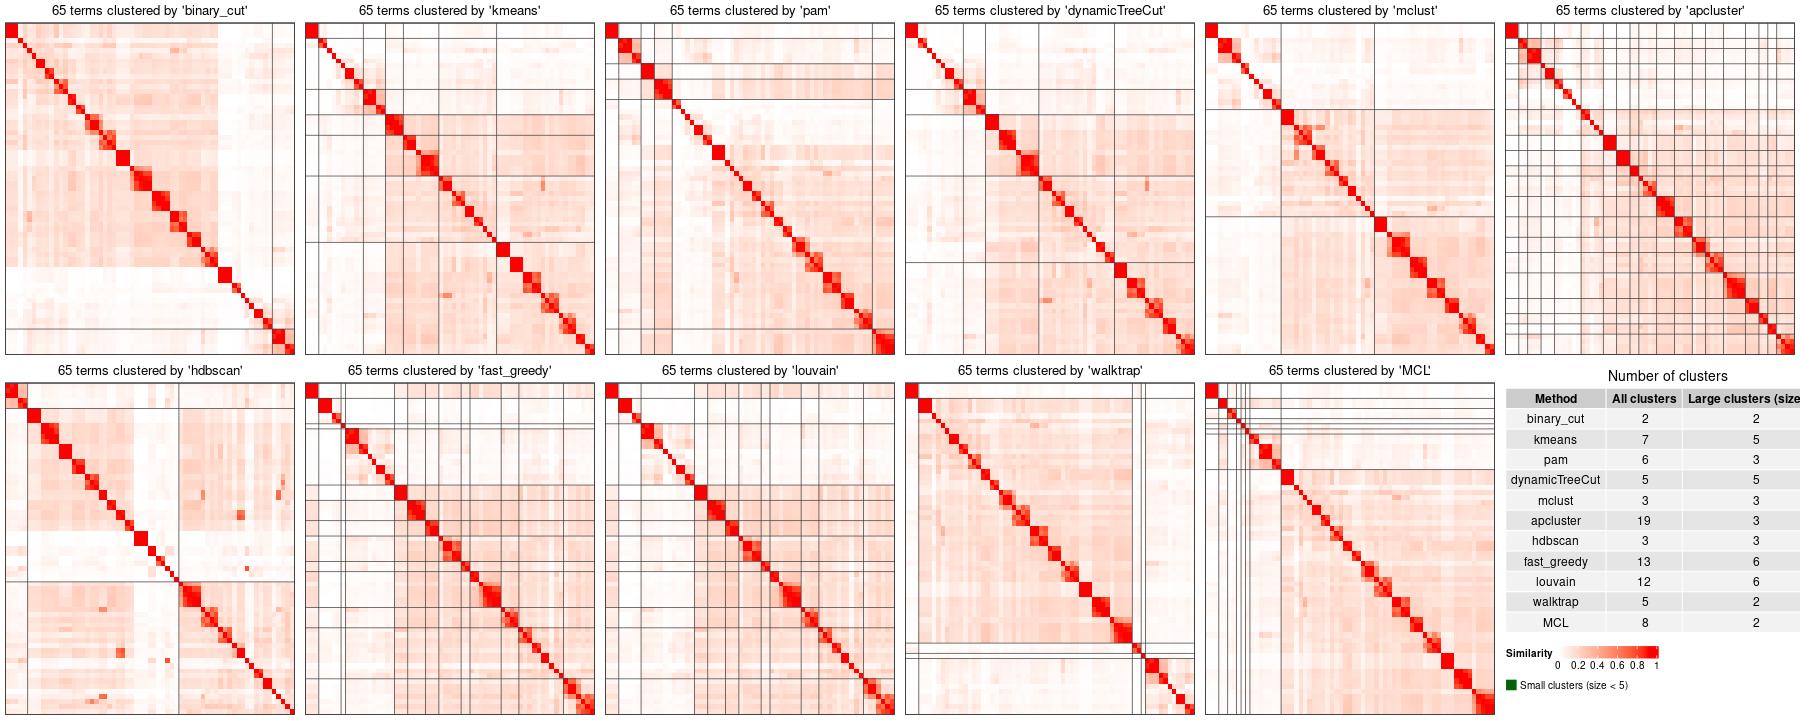 65 terms clustered by 'binary_cut'
65 terms clustered by 'kmeans'
65 terms clustered by 'pam'
65 terms clustered by 'dynamicTreeCut'
65 terms clustered by 'mclust'
65 terms clustered by 'apcluster'
65 terms clustered by 'hdbscan'
65 terms clustered by 'fast_greedy'
65 terms clustered by 'louvain'
65 terms clustered by 'walktrap'
65 terms clustered by 'MCL'
Number of clusters
Method All clusters Large clusters (size
binary_cut 2 2
kmeans 7 5
pam 6 3
dynamicTreeCut 5 5
mclust 3 3
apcluster 19 3
hdbscan 3 3
fast_greedy 13 6
louvain 12 6
walktrap 5 2
MCL 8 2
Similarity
0 0.2 0.4 0.6 0.8 1
Small clusters (size < 5)